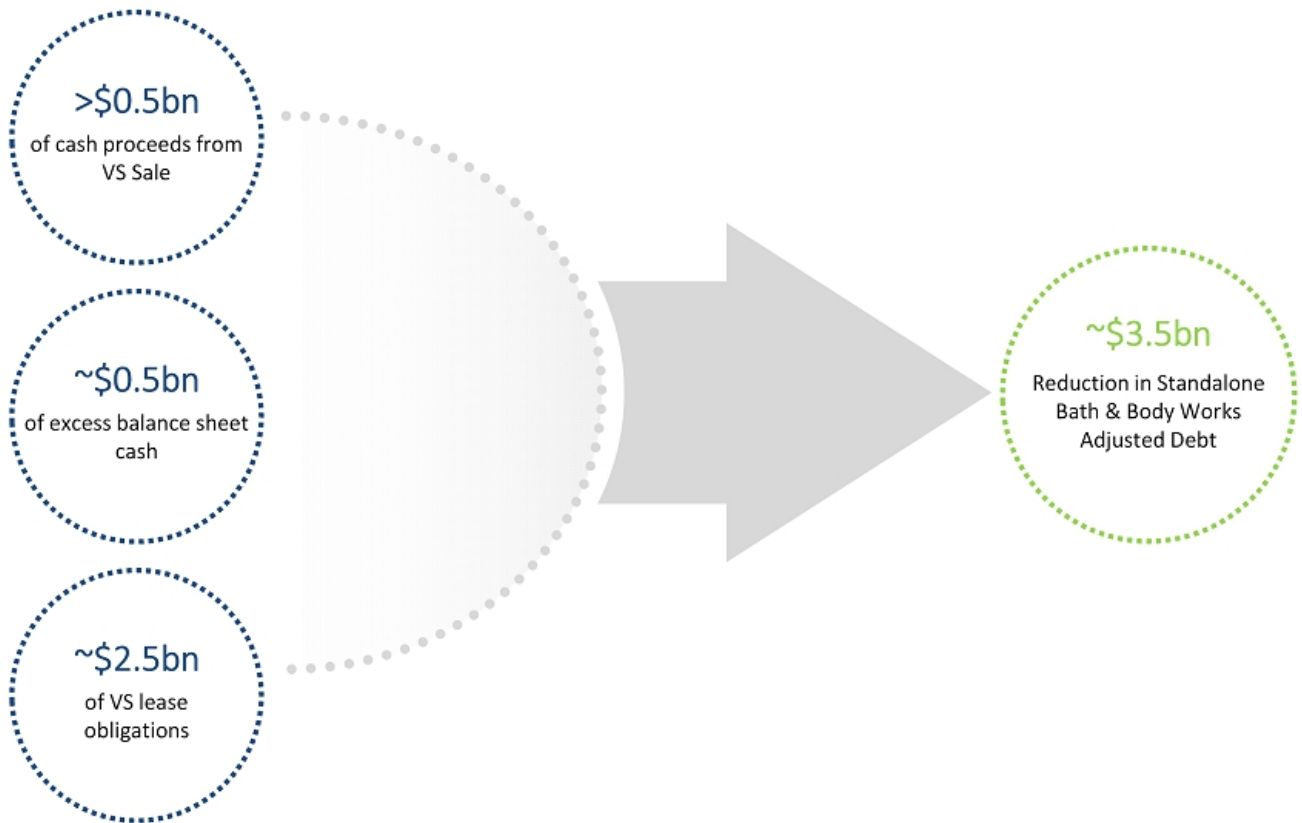 >$0.5bn
of cash proceeds from
VS Sale
~$0.5bn
of excess balance sheet
cash
~$2.5bn
of VS lease
obligations
~$3.5bn
Reduction in Standalone
Bath & Body Works
Adjusted Debt